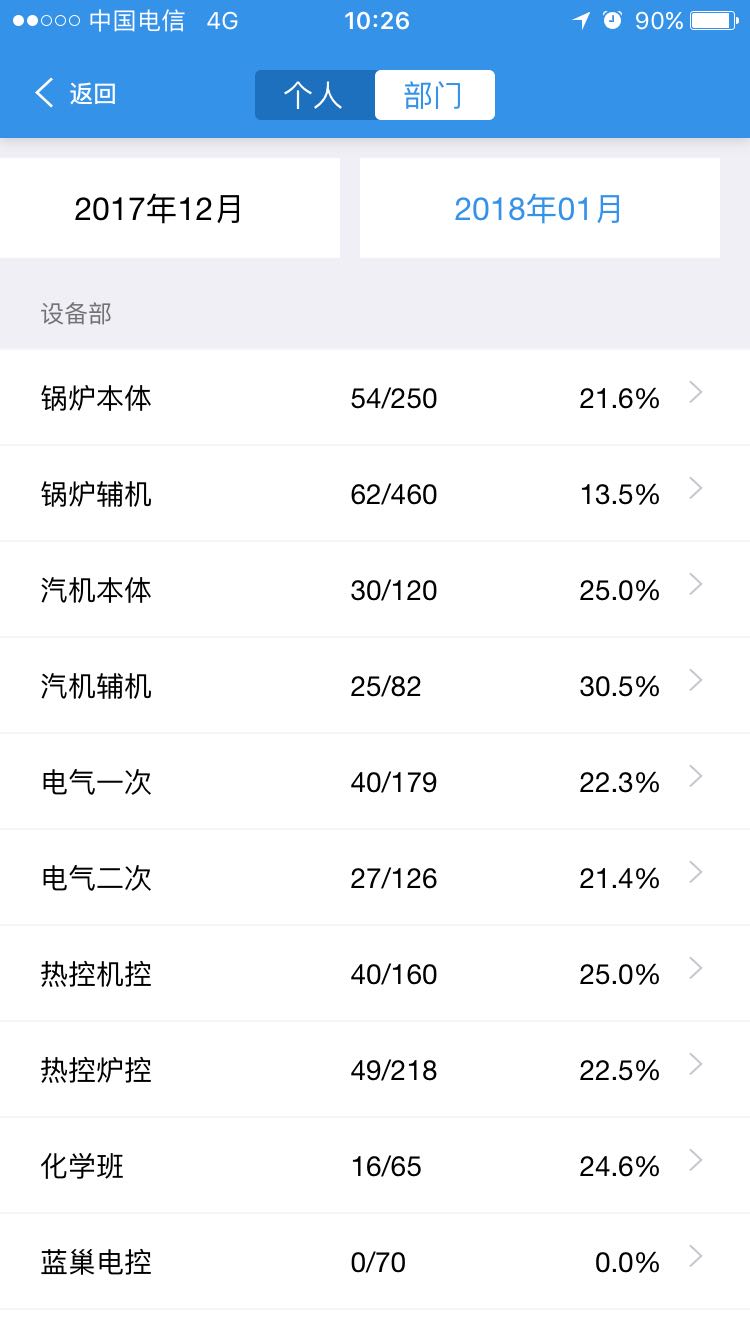 中国电信 4G 10:26 90%
返回 个人 部门
2017年12月 2018年01月
设备部
锅炉本体 54/250 21.6%
锅炉辅机 62/460 13.5%
汽机本体 30/120 25.0%
汽机辅机 25/82 30.5%
电气一次 40/179 22.3%
电气二次 27/126 21.4%
热控机控 40/160 25.0%
热控炉控 49/218 22.5%
化学班 16/65 24.6%
蓝巢电控 0/70 0.0%